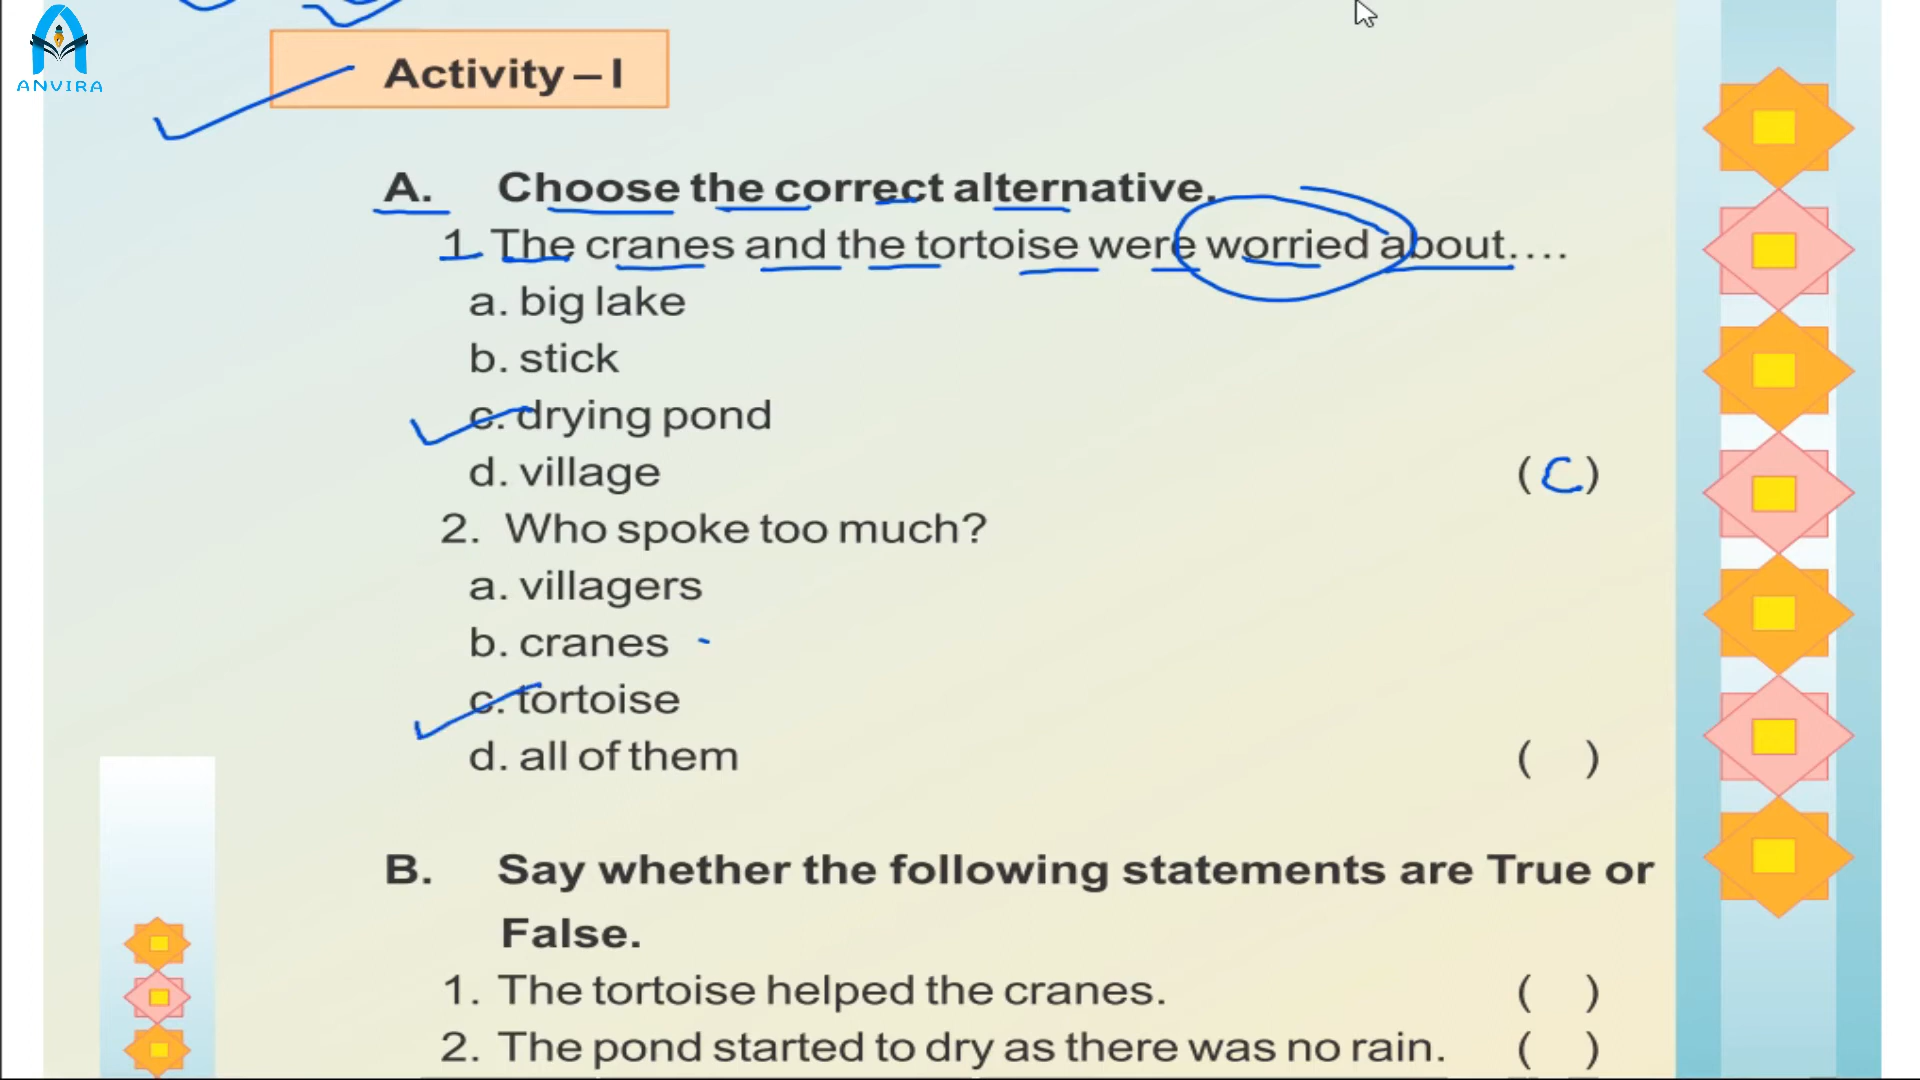 ANVIRA
Activity – I
A. Choose the correct alternative.
1. The cranes and the tortoise were worried about....
a. big lake
b. stick
c. drying pond
d. village (C)
2. Who spoke too much?
a. villagers
b. cranes
c. tortoise
d. all of them ( )
B. Say whether the following statements are True or
False.
1. The tortoise helped the cranes. ( )
2. The pond started to dry as there was no rain. ( )